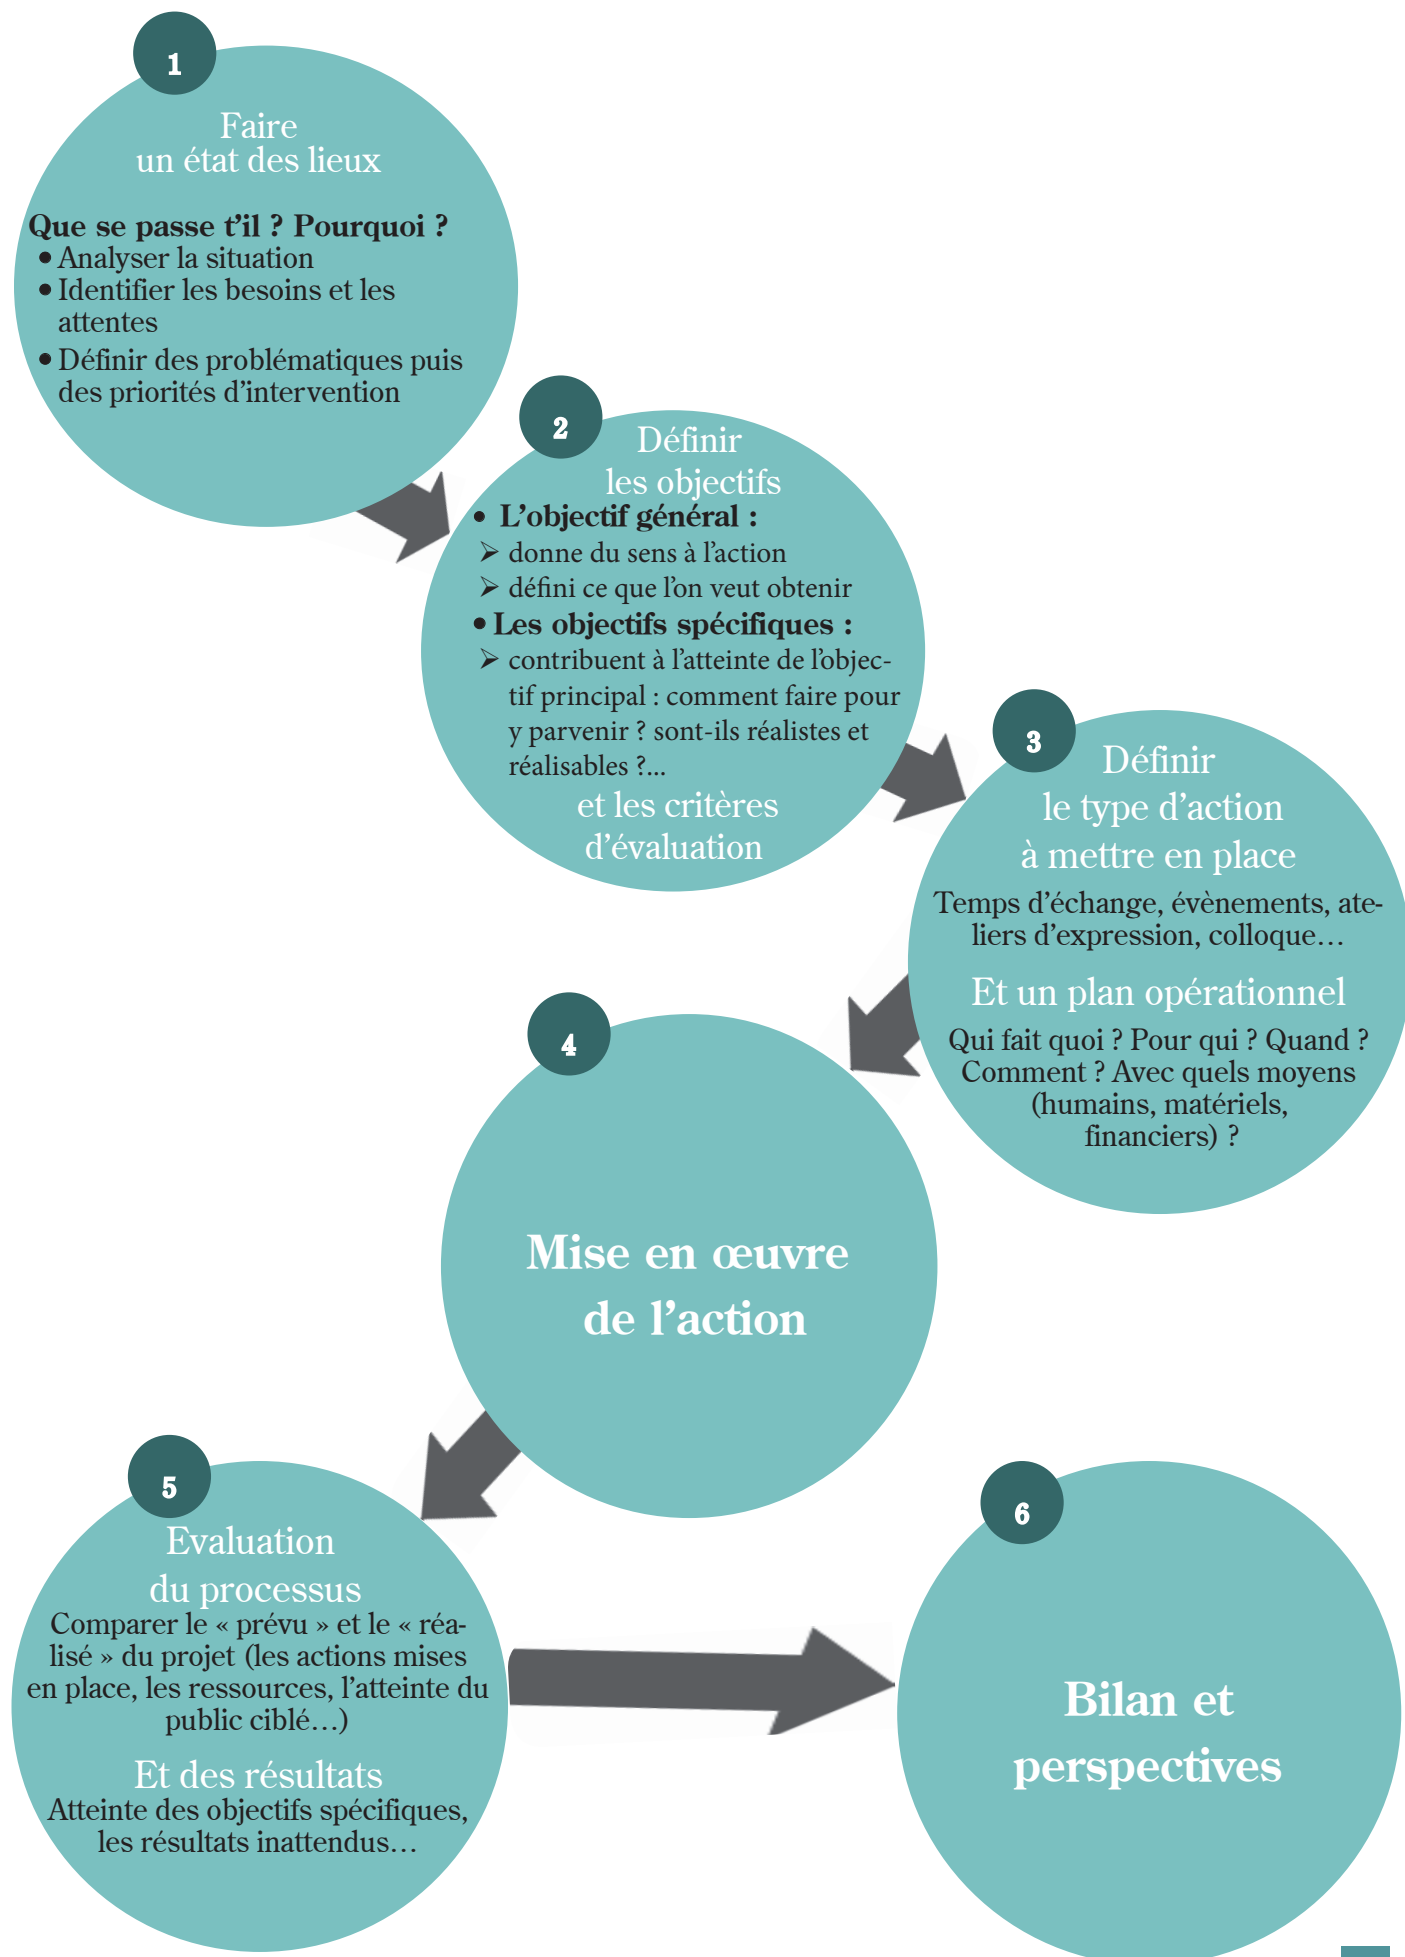 1
Faire
un état des lieux
Que se passe t’il ? Pourquoi ?
• Analyser la situation
• Identifier les besoins et les
attentes
• Définir des problématiques puis
des priorités d’intervention
2
Définir
les objectifs
• L’objectif général :
➢ donne du sens à l’action
➢ défini ce que l’on veut obtenir
• Les objectifs spécifiques :
➢ contribuent à l’atteinte de l’objec-
tif principal : comment faire pour
y parvenir ? sont-ils réalistes et
réalisables ?...
et les critères
d’évaluation
3
Définir
le type d’action
à mettre en place
Temps d’échange, évènements, ate-
liers d’expression, colloque…
Et un plan opérationnel
Qui fait quoi ? Pour qui ? Quand ?
Comment ? Avec quels moyens
(humains, matériels,
financiers) ?
4
Mise en œuvre
de l’action
5
Evaluation
du processus
Comparer le « prévu » et le « réa-
lisé » du projet (les actions mises
en place, les ressources, l’atteinte du
public ciblé…)
Et des résultats
Atteinte des objectifs spécifiques,
les résultats inattendus…
6
Bilan et
perspectives